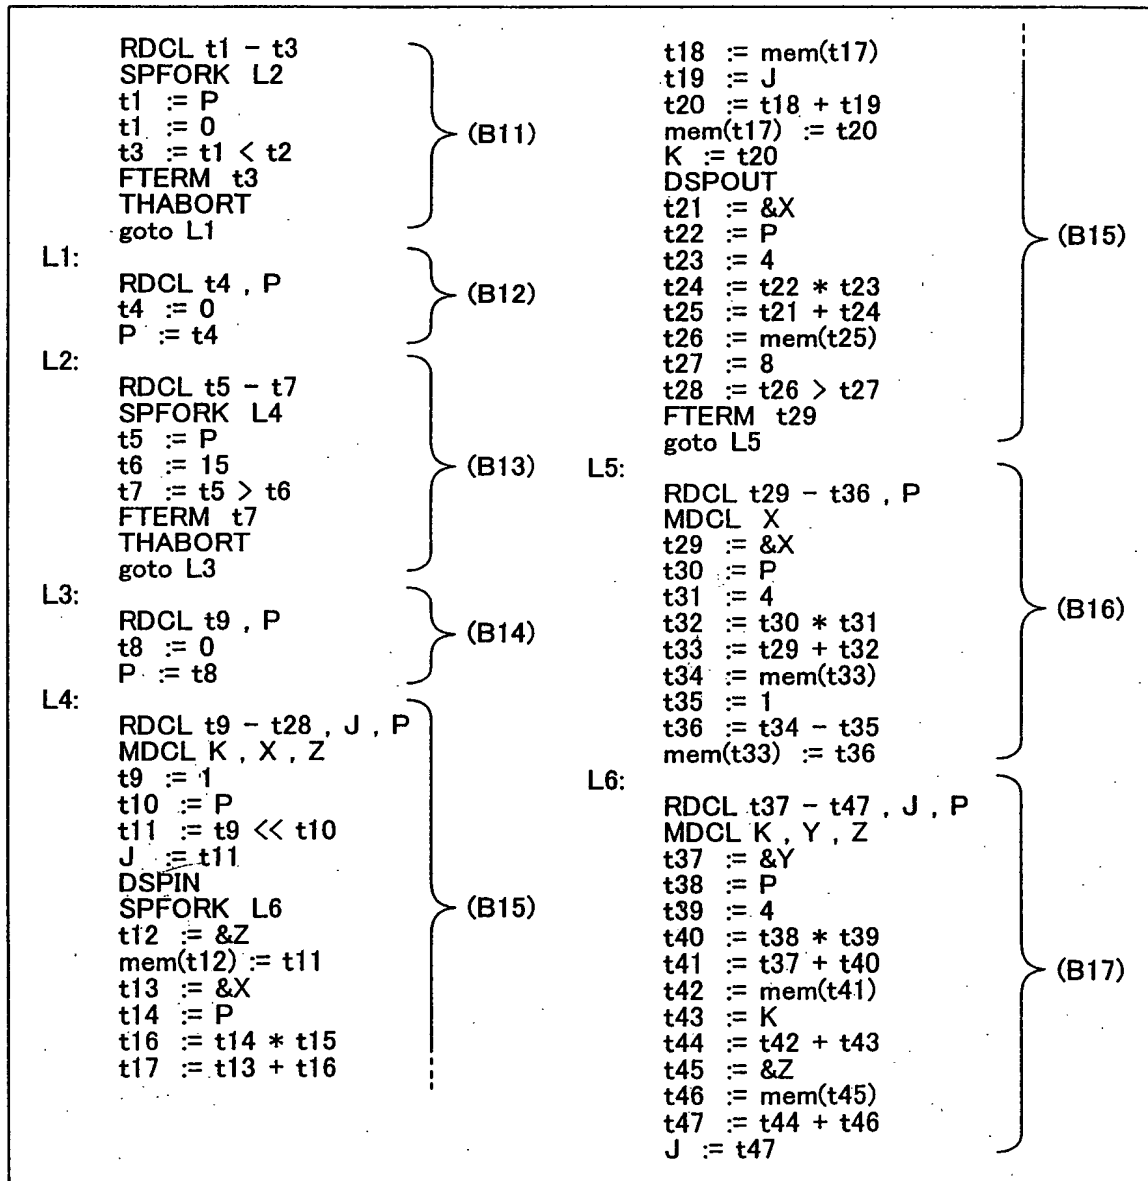 RDCL t1 - t3
SPFORK L2
t1 := P
t1 := 0
t3 := t1 < t2
FTERM t3
THABORT
goto L1
(B11)
L1:
RDCL t4 , P
t4 := 0
P := t4
(B12)
L2:
RDCL t5 - t7
SPFORK L4
t5 := P
t6 := 15
t7 := t5 > t6
FTERM t7
THABORT
goto L3
(B13)
L3:
RDCL t9 , P
t8 := 0
P := t8
(B14)
L4:
RDCL t9 - t28 , J , P
MDCL K , X , Z
t9 := 1
t10 := P
t11 := t9 << t10
J := t11
DSPIN
SPFORK L6
t12 := &Z
mem(t12) := t11
t13 := &X
t14 := P
t16 := t14 * t15
t17 := t13 + t16
(B15)
t18 := mem(t17)
t19 := J
t20 := t18 + t19
mem(t17) := t20
K := t20
DSPOUT
t21 := &X
t22 := P
t23 := 4
t24 := t22 * t23
t25 := t21 + t24
t26 := mem(t25)
t27 := 8
t28 := t26 > t27
FTERM t29
goto L5
(B15)
L5:
RDCL t29 - t36 , P
MDCL X
t29 := &X
t30 := P
t31 := 4
t32 := t30 * t31
t33 := t29 + t32
t34 := mem(t33)
t35 := 1
t36 := t34 - t35
mem(t33) := t36
(B16)
L6:
RDCL t37 - t47 , J , P
MDCL K , Y , Z
t37 := &Y
t38 := P
t39 := 4
t40 := t38 * t39
t41 := t37 + t40
t42 := mem(t41)
t43 := K
t44 := t42 + t43
t45 := &Z
t46 := mem(t45)
t47 := t44 + t46
J := t47
(B17)